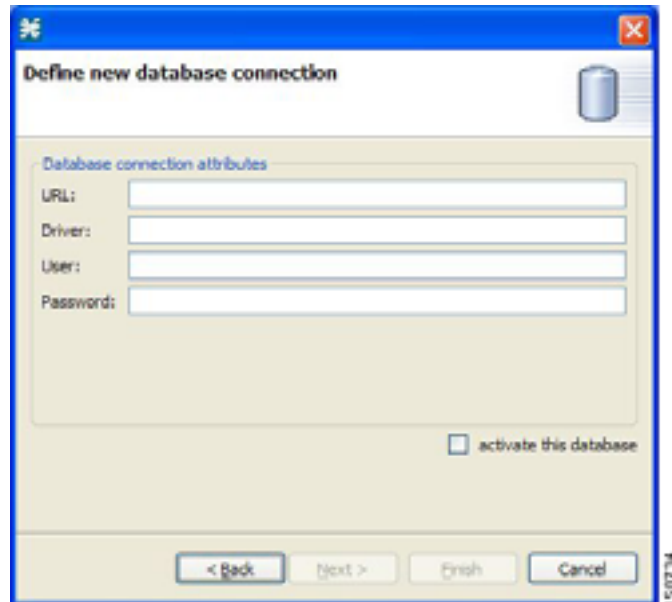 Define new database connection
Database connection attributes
URL:
Driver:
User:
Password:
activate this database
< Back
Next >
Finish
Cancel